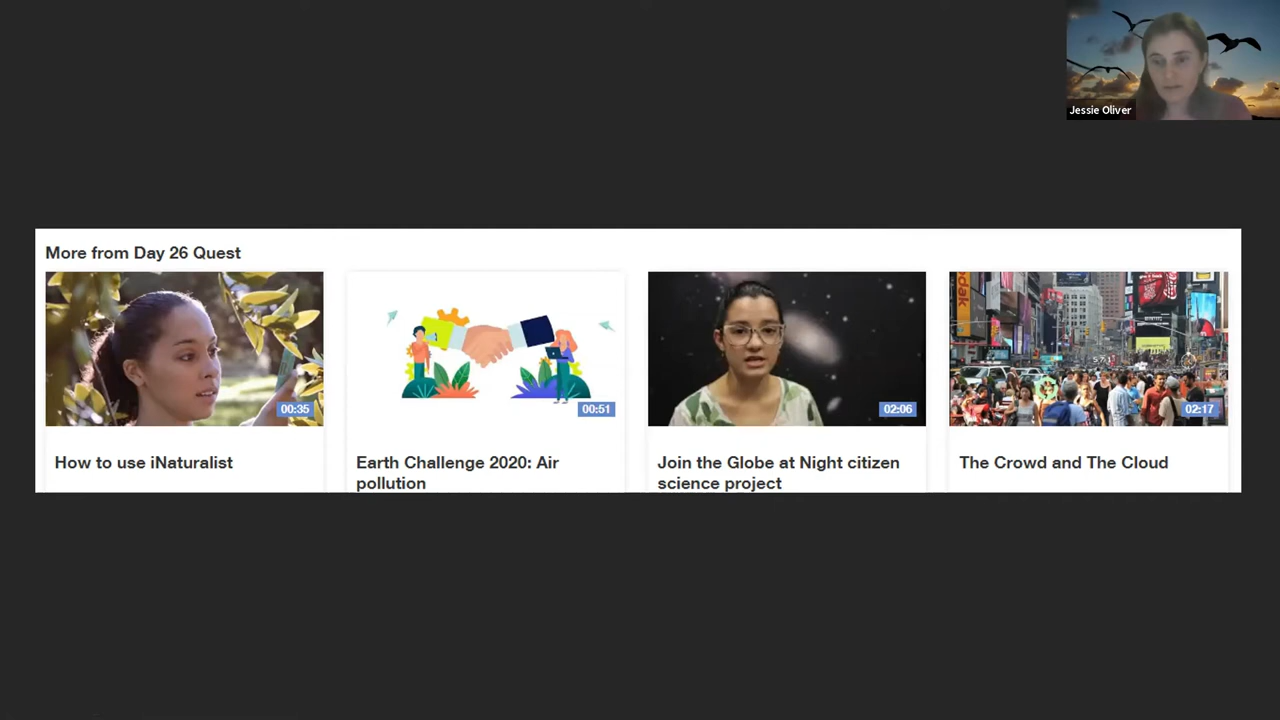 Jessie Oliver
More from Day 26 Quest
00:35
00:51
02:06
02:17
How to use iNaturalist
Earth Challenge 2020: Air
pollution
Join the Globe at Night citizen
science project
The Crowd and The Cloud